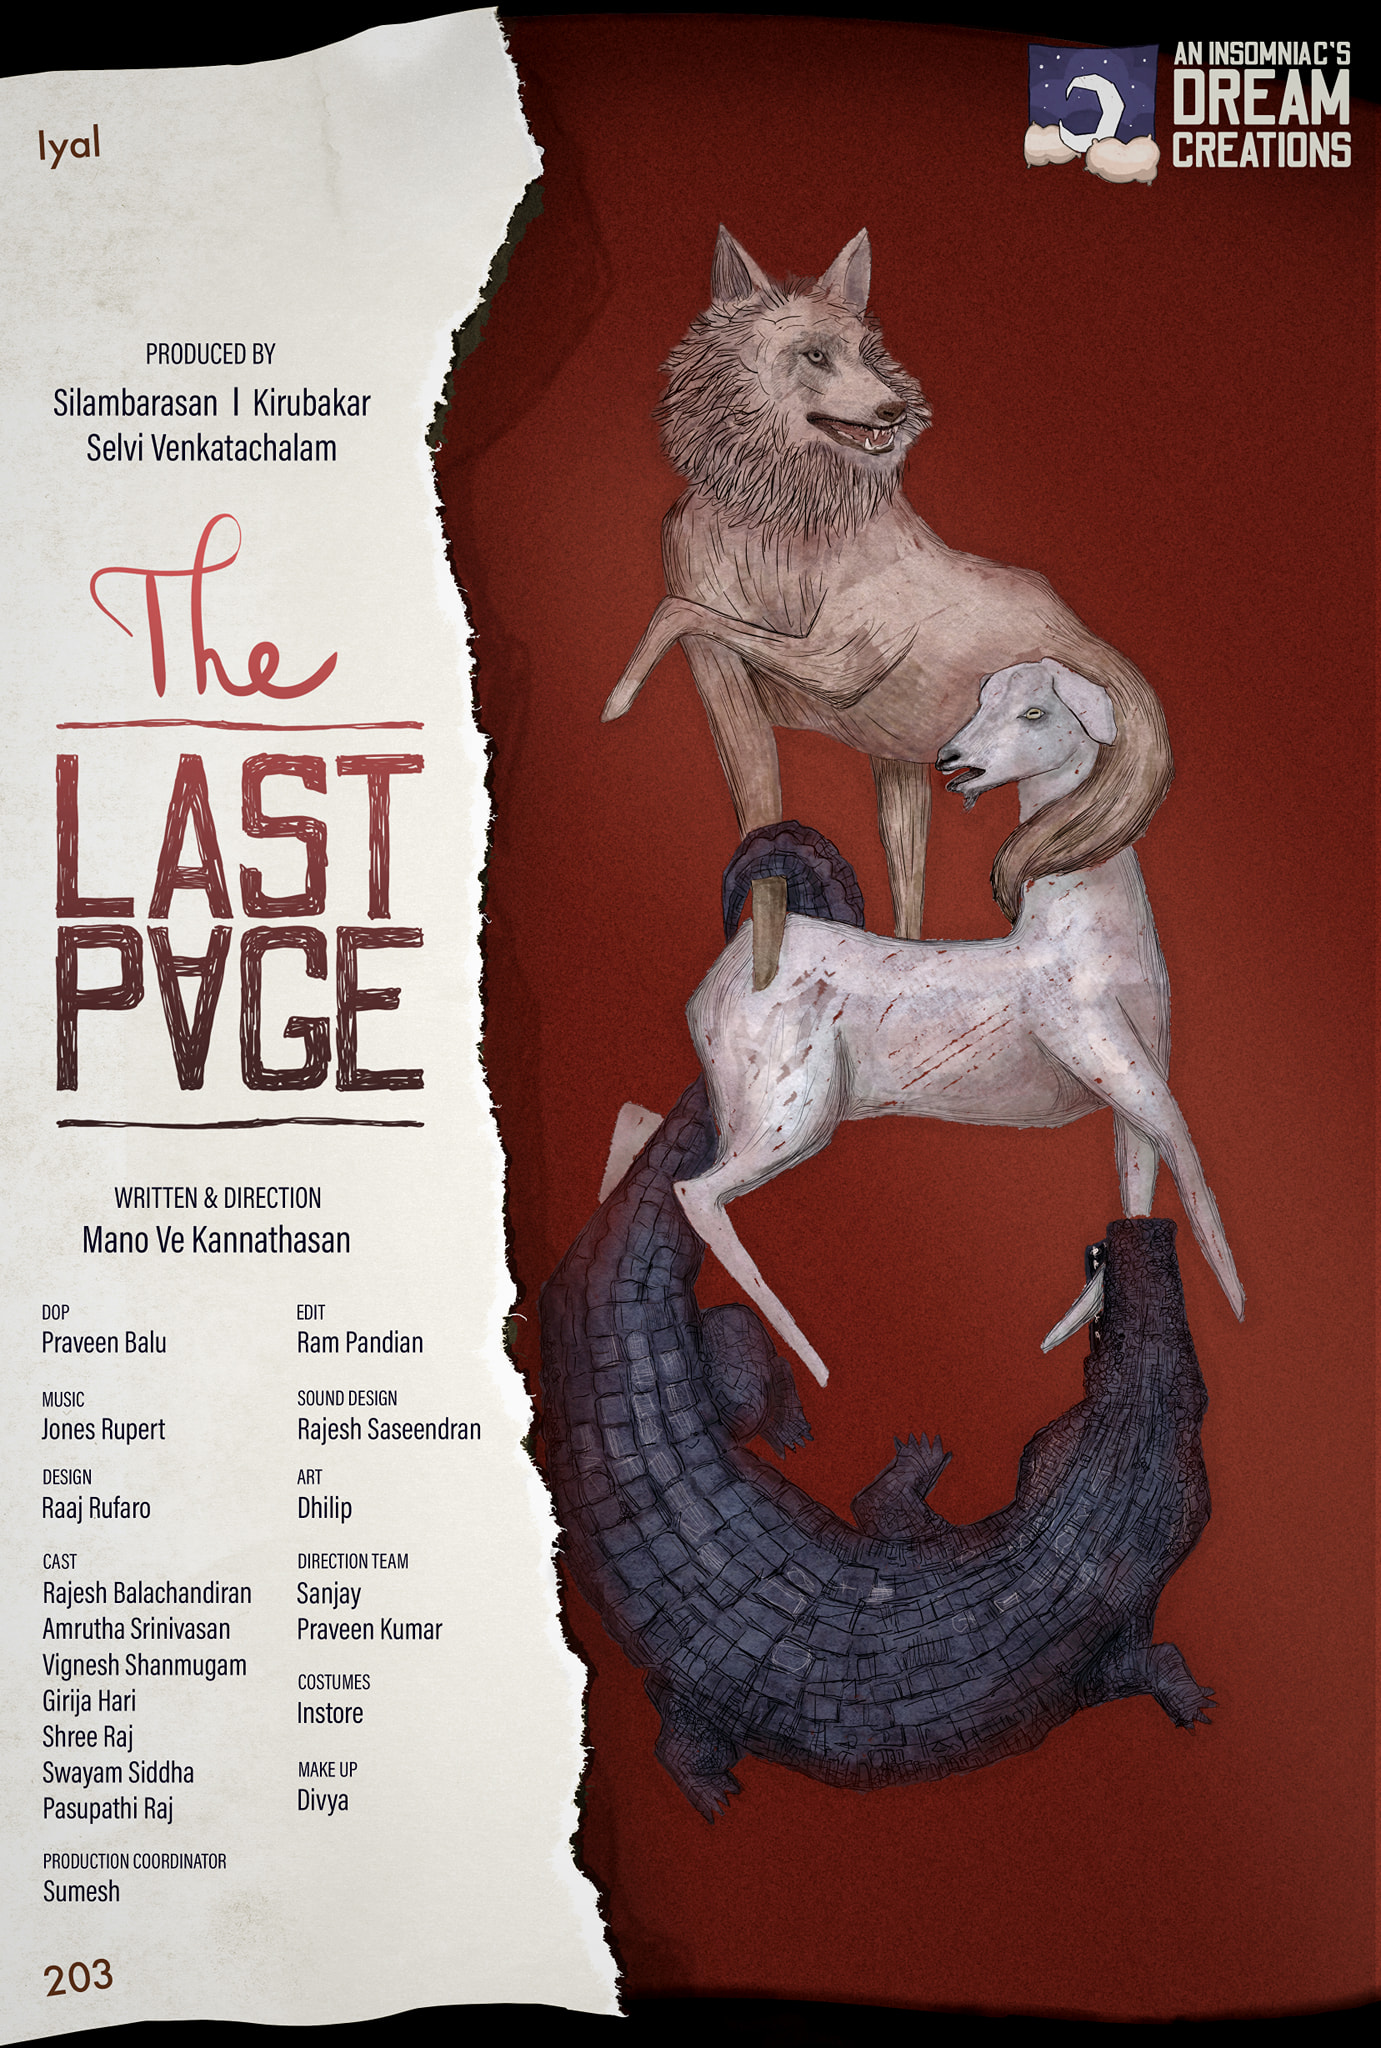 Iyal
AN INSOMNIAC'S
DREAM
CREATIONS
PRODUCED BY
Silambarasan | Kirubakar
Selvi Venkatachalam
The
LAST
PAGE
WRITTEN & DIRECTION
Mano Ve Kannathasan
DOP
Praveen Balu
EDIT
Ram Pandian
MUSIC
Jones Rupert
SOUND DESIGN
Rajesh Saseendran
DESIGN
Raaj Rufaro
ART
Dhilip
CAST
Rajesh Balachandiran
Amrutha Srinivasan
Vignesh Shanmugam
Girija Hari
Shree Raj
Swayam Siddha
Pasupathi Raj
DIRECTION TEAM
Sanjay
Praveen Kumar
COSTUMES
Instore
MAKE UP
Divya
PRODUCTION COORDINATOR
Sumesh
203